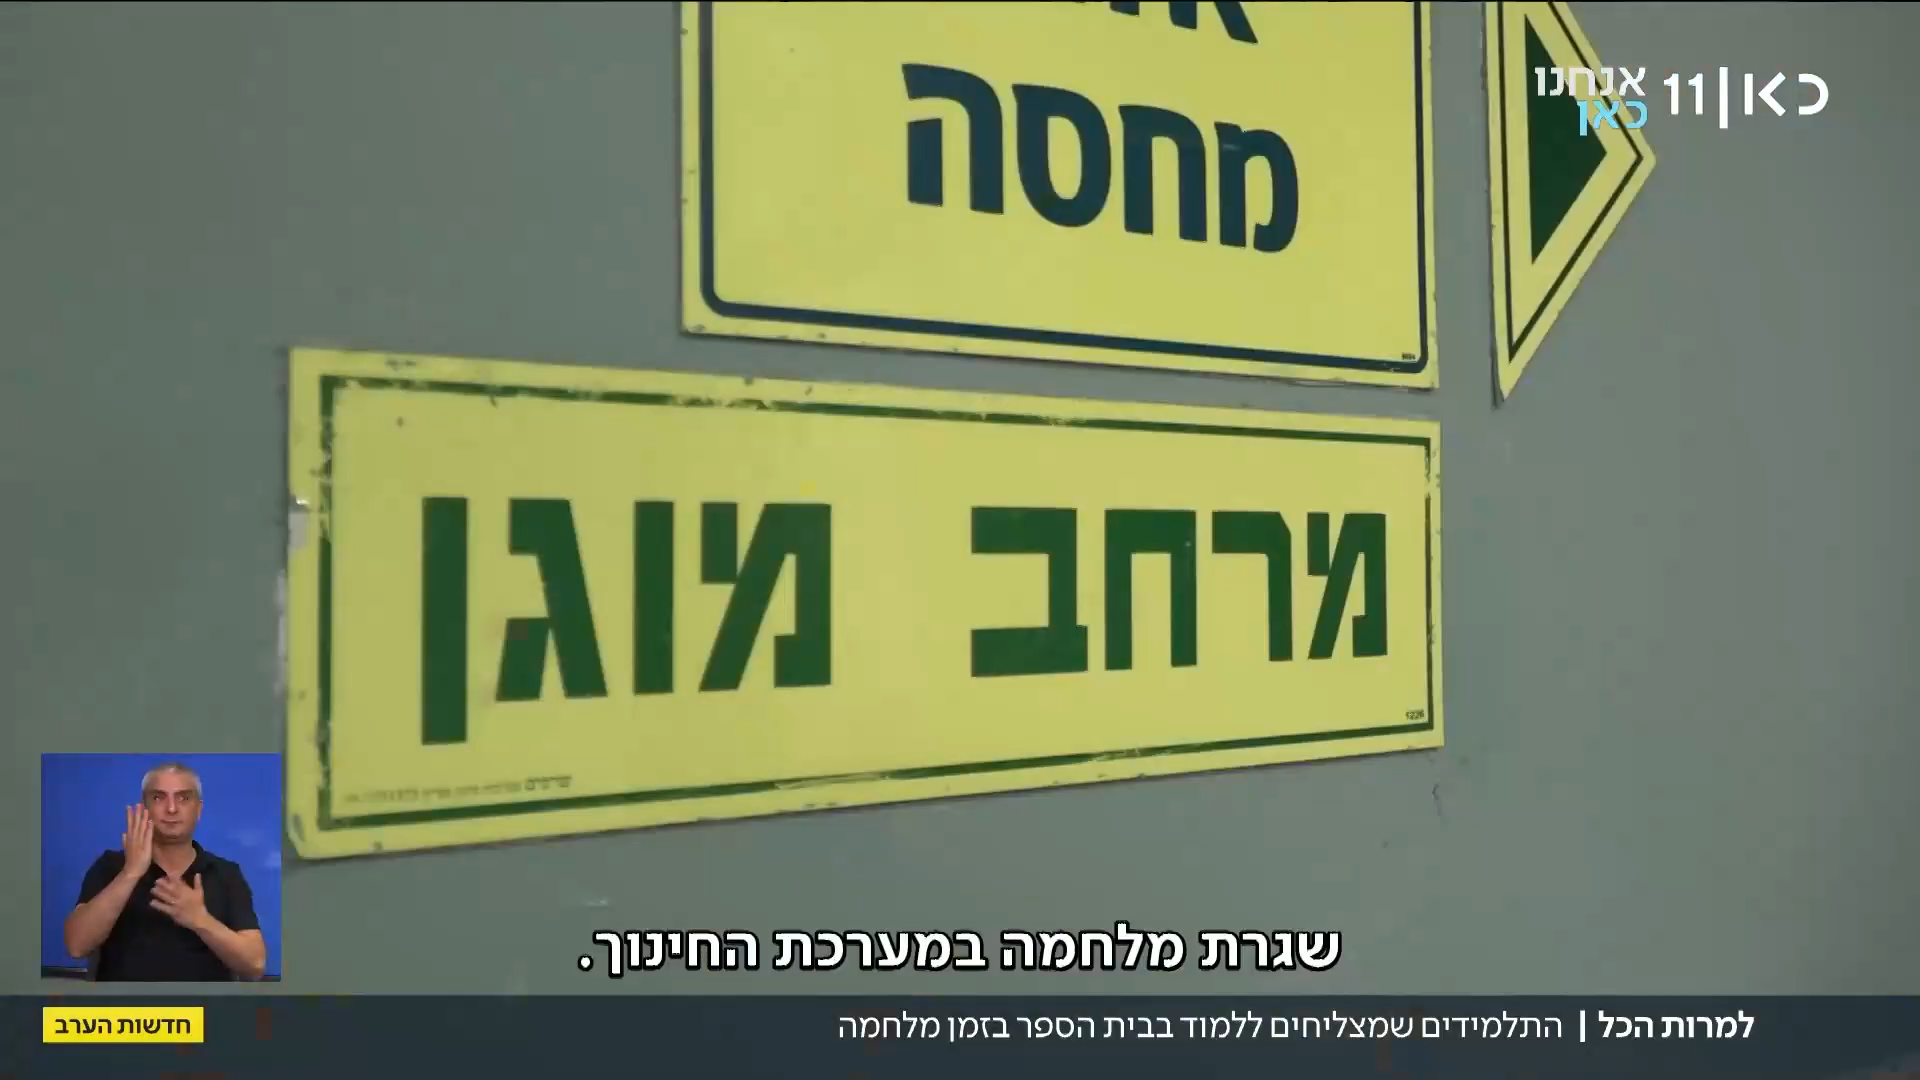 מחסה
כאן 11
אנחנו
כאן
מרחב מוגן
1226
שגרת מלחמה במערכת החינוך.
למרות הכל | התלמידים שמצליחים ללמוד בבית הספר בזמן מלחמה
חדשות הערב